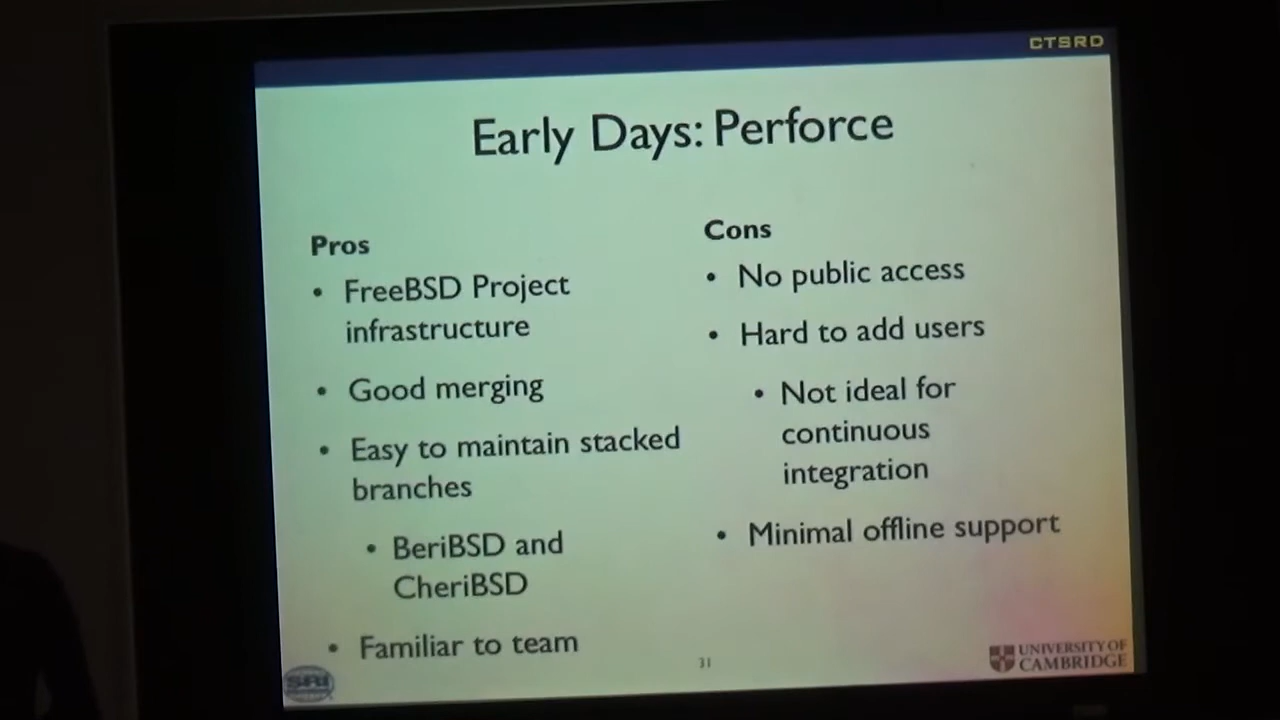 CTSRD
Early Days: Perforce
Pros
• FreeBSD Project
infrastructure
• Good merging
• Easy to maintain stacked
branches
• BeriBSD and
CheriBSD
• Familiar to team
Cons
• No public access
• Hard to add users
• Not ideal for
continuous
integration
• Minimal offline support
SRI
31
UNIVERSITY OF
CAMBRIDGE